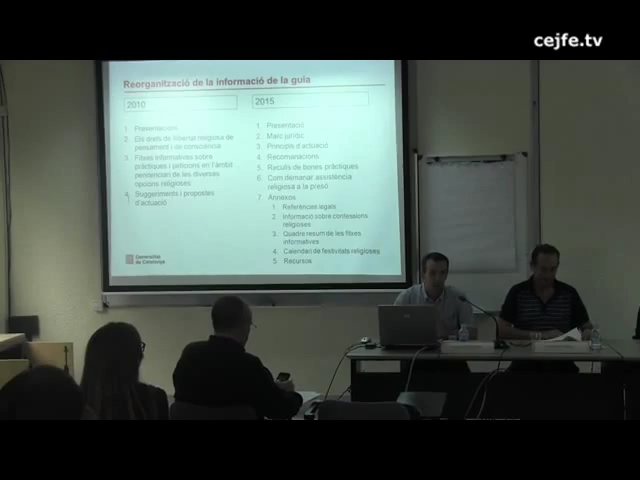 cejfe.tv
Reorganització de la informació de la guia
2010
1. Presentacions
2. Els drets de llibertat religiosa de
pensament i de consciència
3. Fitxes informatives sobre
pràctiques i peticions en l'àmbit
penitenciari de les diverses
opcions religioses
4. Suggeriments i propostes
d'actuació
2015
1. Presentació
2. Marc jurídic
3. Principis d'actuació
4. Recomanacions
5. Reculls de bones pràctiques
6. Com demanar assistència
religiosa a la presó
7. Annexos
1. Referències legals
2. Informació sobre confessions
religioses
3. Quadre resum de les fitxes
informatives
4. Calendari de festivitats religioses
5. Recursos
Generalitat
de Catalunya